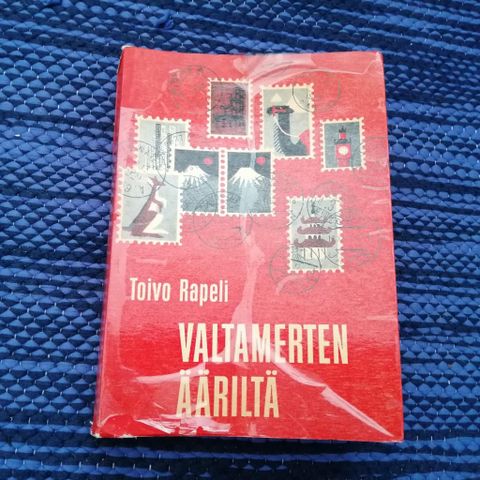 Toivo Rapeli
VALTAMERTEN
ÄÄRILTÄ